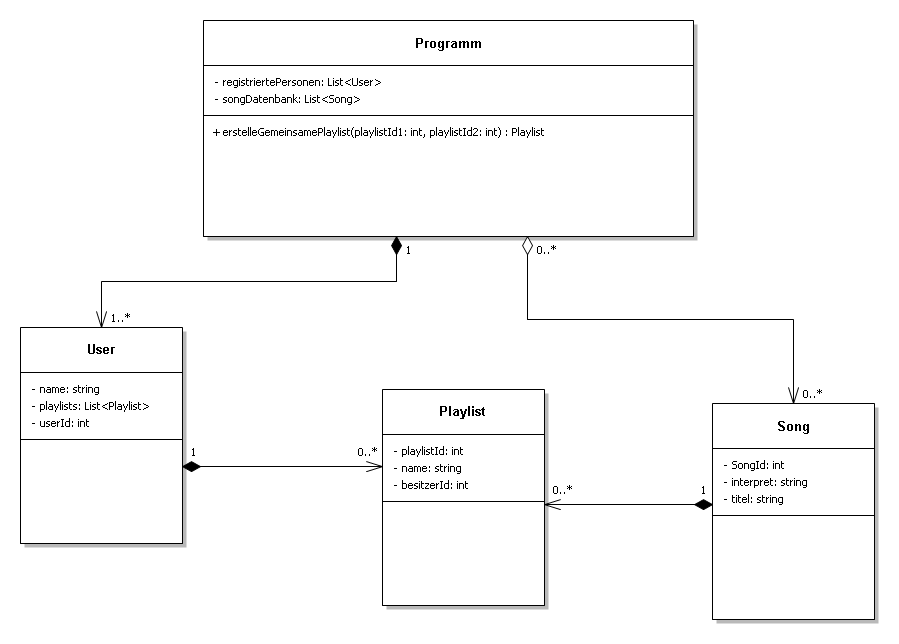 Programm
- registriertePersonen: List<User>
- songDatenbank: List<Song>
+ erstelleGemeinsamePlaylist(playlistId1: int, playlistId2: int) : Playlist
1
0..*
1..*
User
- name: string
- playlists: List<Playlist>
- userId: int
1
0..*
Playlist
- playlistId: int
- name: string
- besitzerId: int
0..*
1
0..*
Song
- SongId: int
- interpret: string
- titel: string